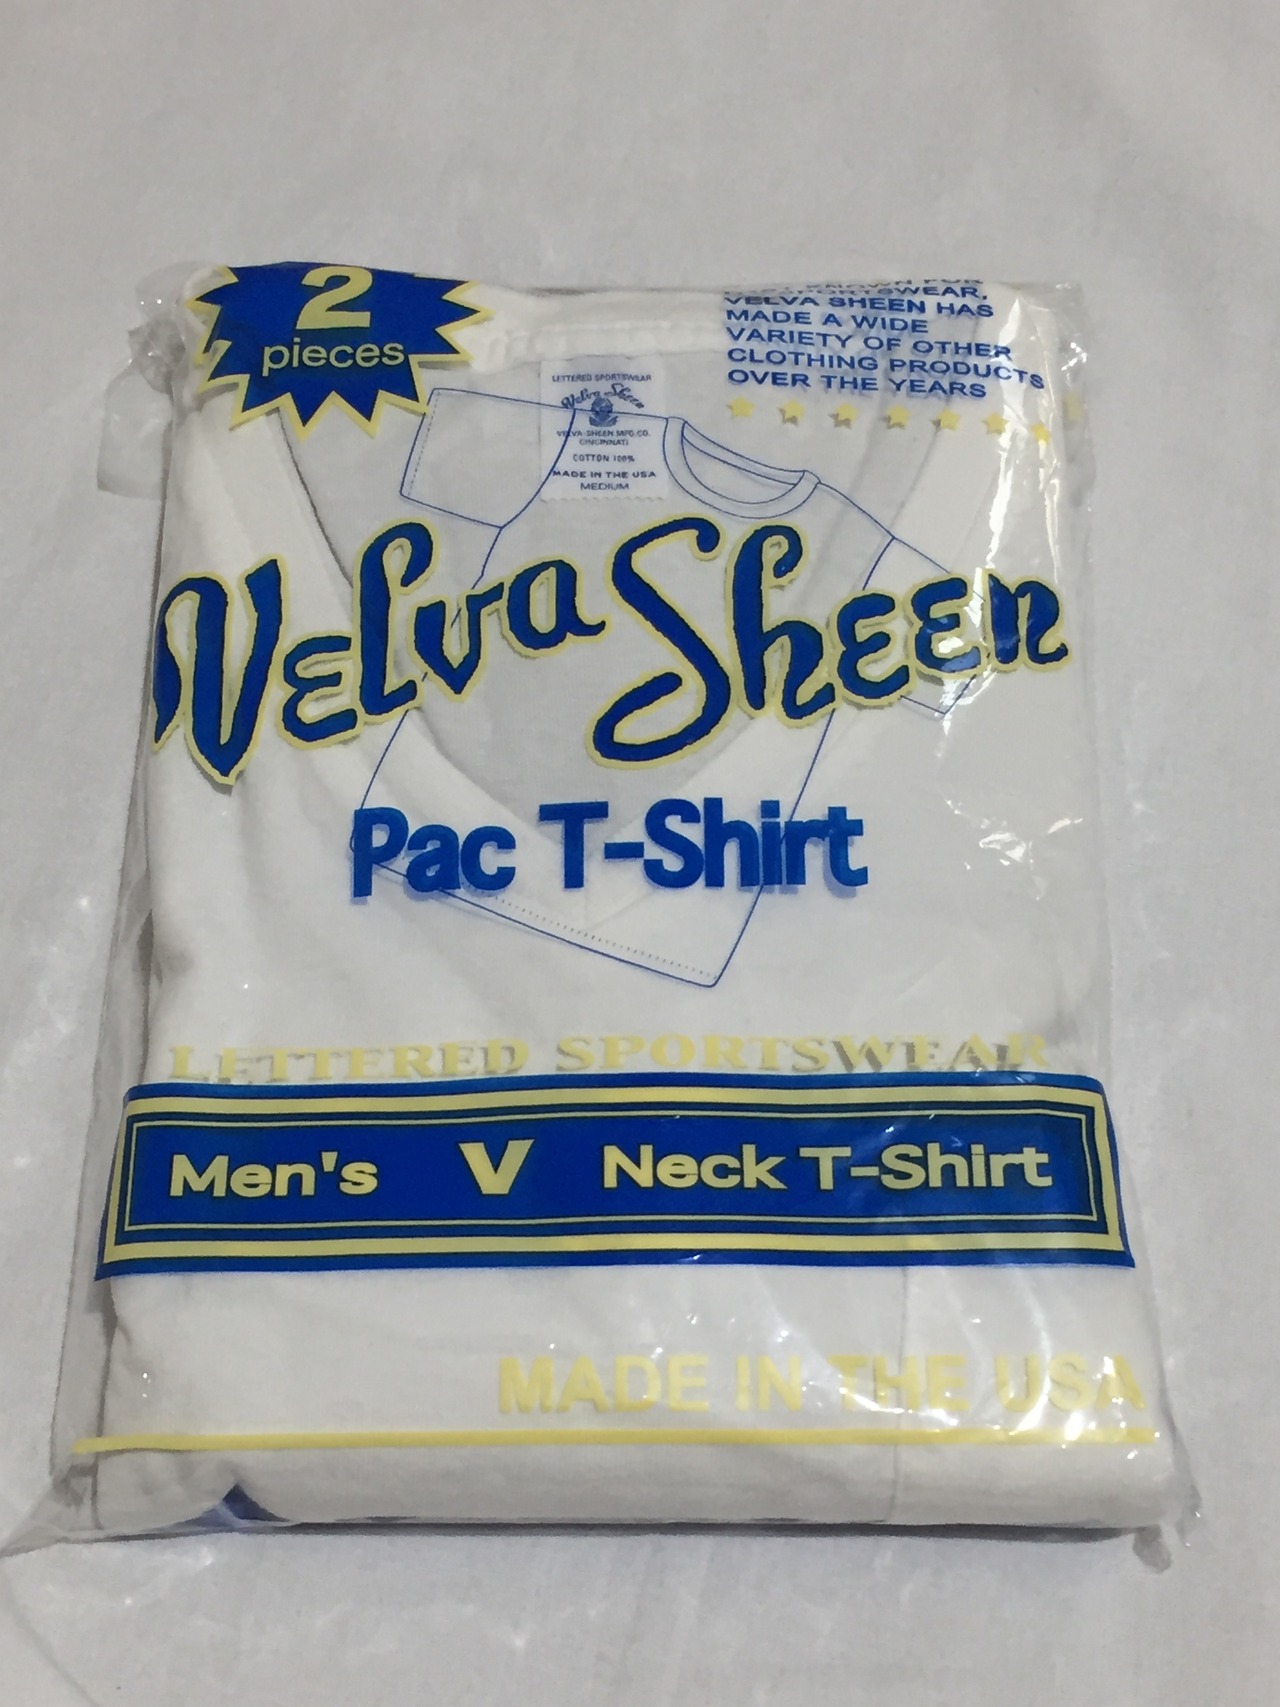 2
pieces
SPORTSWEAR,
VELVA SHEEN HAS
MADE A WIDE
VARIETY OF OTHER
CLOTHING PRODUCTS
OVER THE YEARS
LETTERED SPORTSWEAR
Velva Sheen
VELVA-SHEEN MFG.CO.
CINCINNATI
COTTON 100%
MADE IN THE USA
MEDIUM
Velva Sheen
Pac T-Shirt
LETTERED SPORTSWEAR
Men's V Neck T-Shirt
MADE IN THE USA